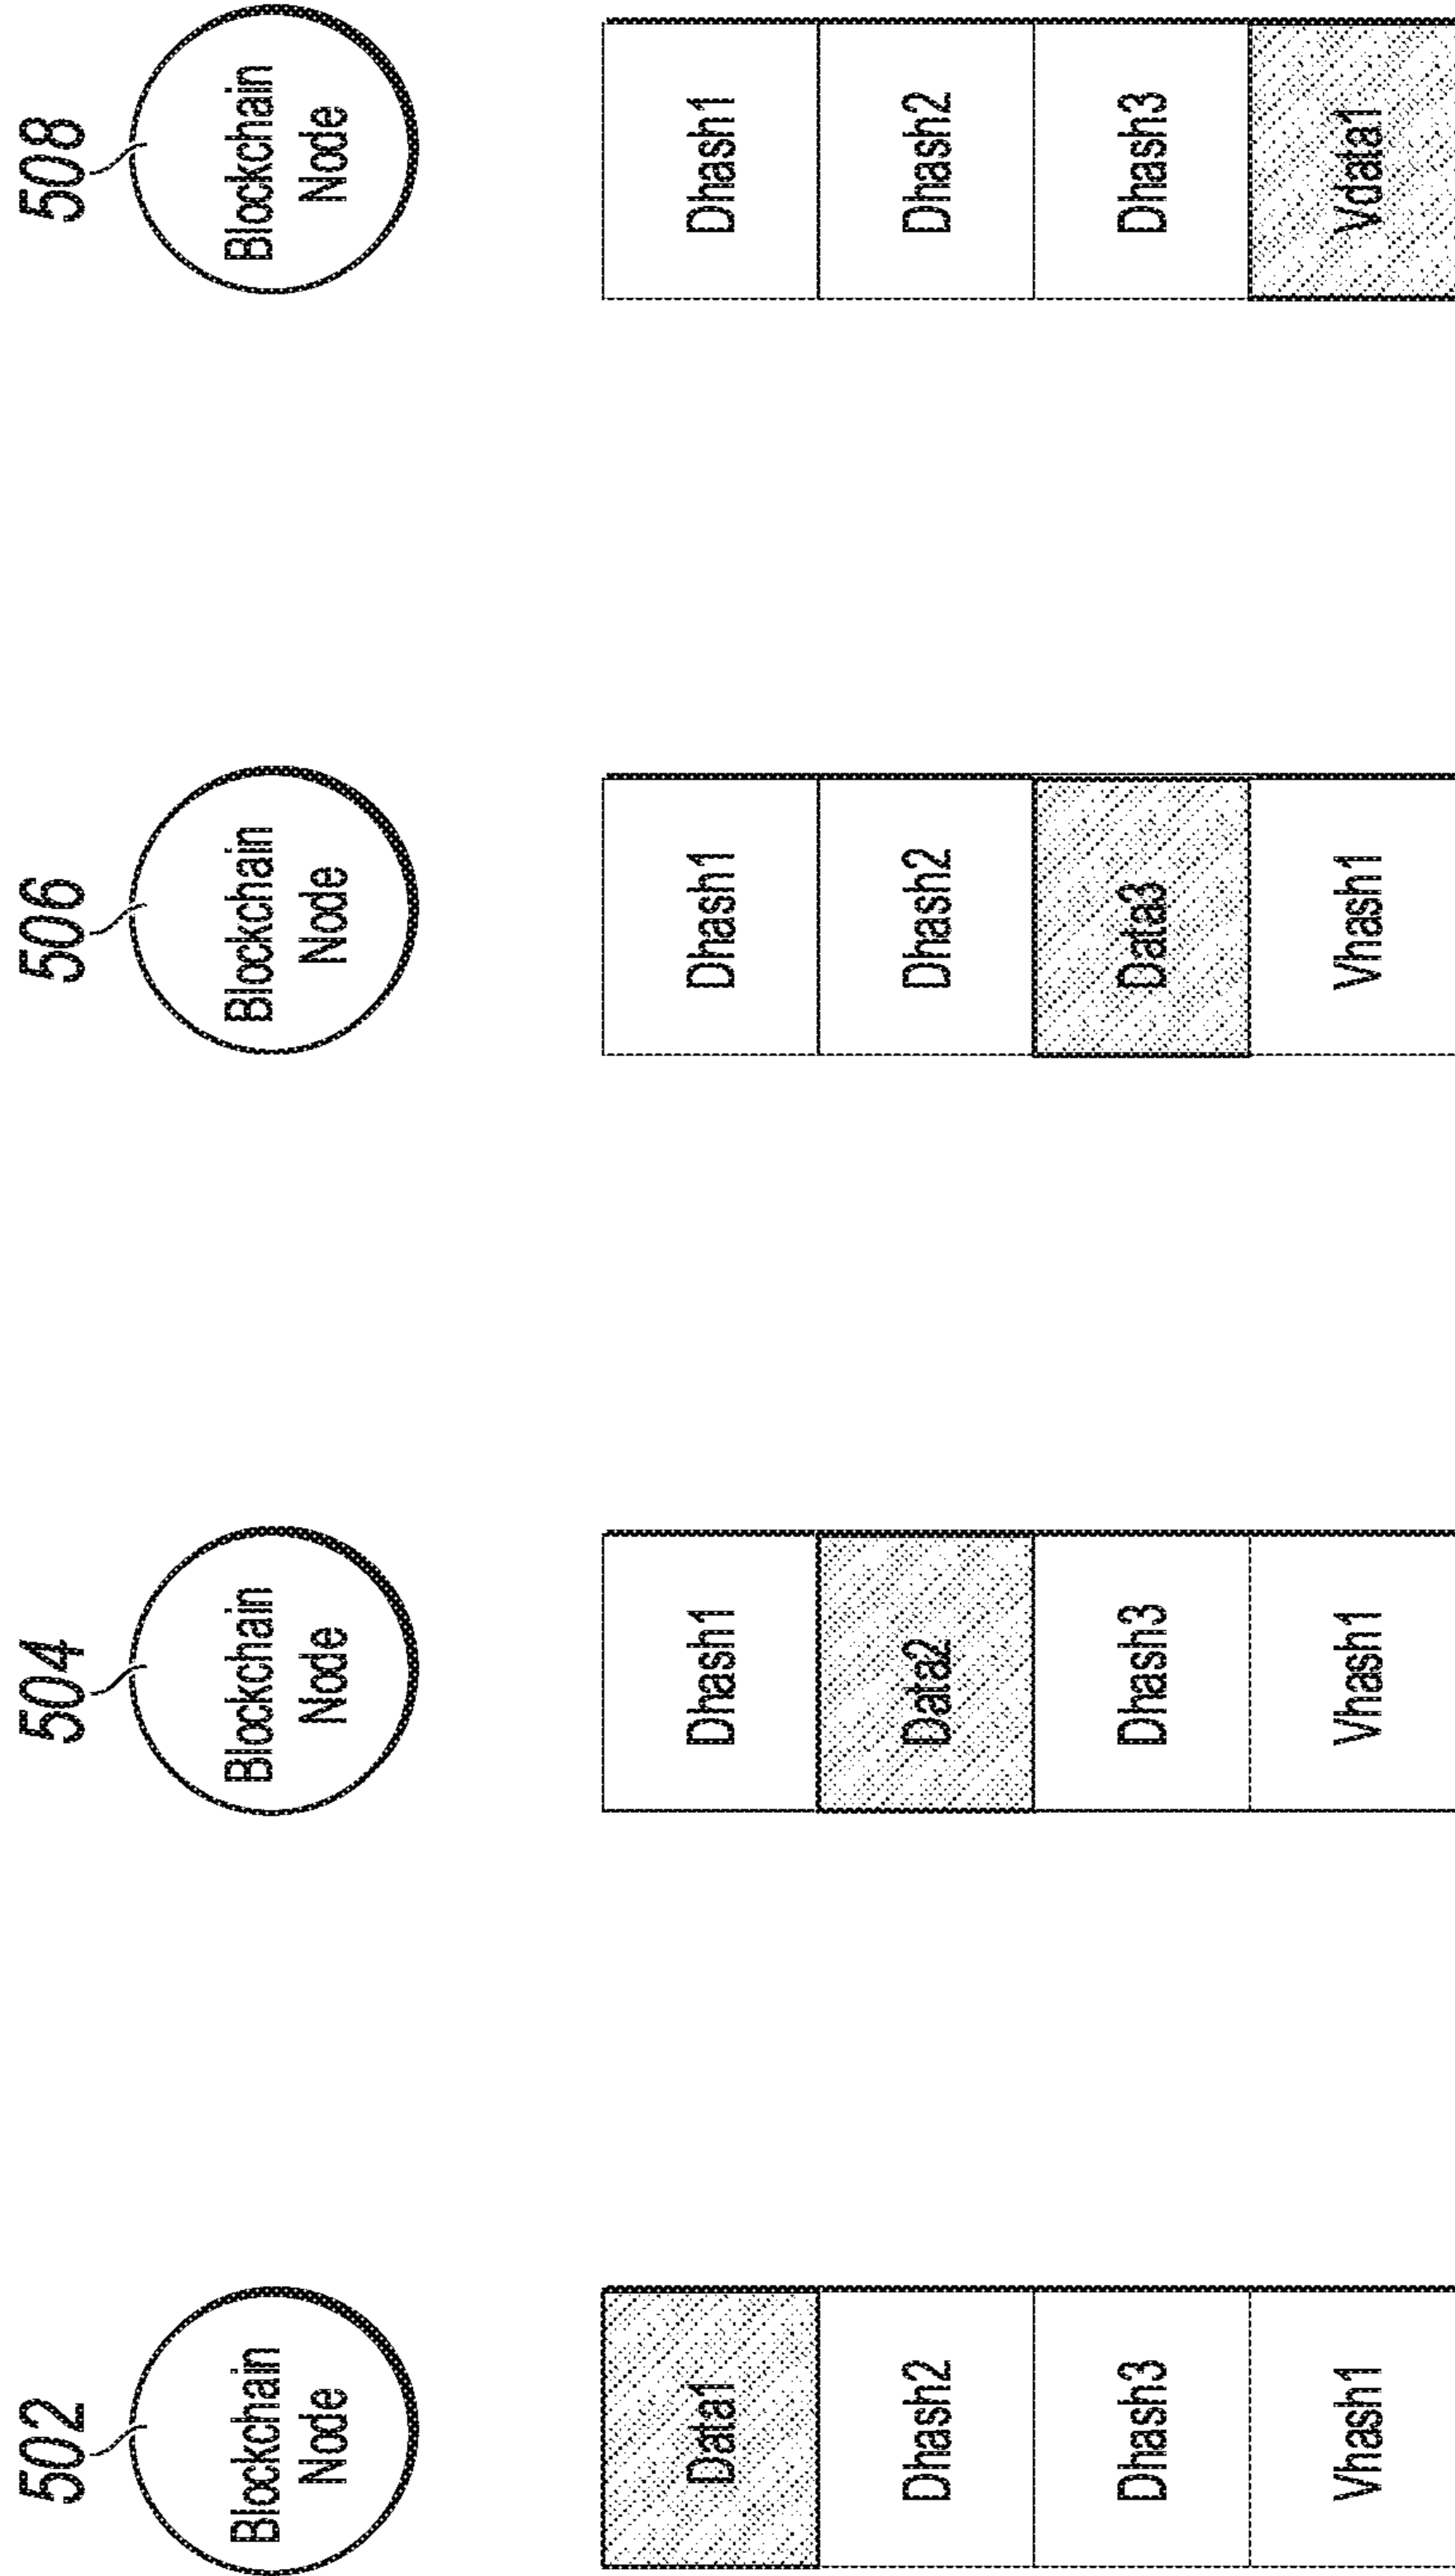 502
Blockchain
Node
Data1
Dhash2
Dhash3
Vhash1
504
Blockchain
Node
Dhash1
Data2
Dhash3
Vhash1
506
Blockchain
Node
Dhash1
Dhash2
Data3
Vhash1
508
Blockchain
Node
Dhash1
Dhash2
Dhash3
Vdata1